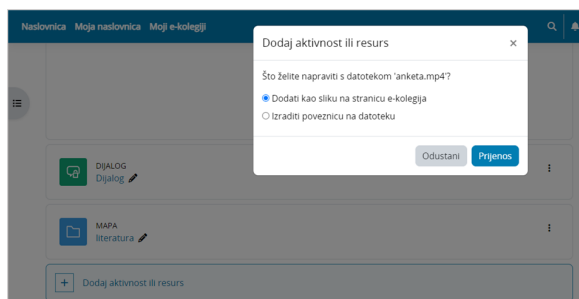 Naslovnica Moja naslovnica Moji e-kolegiji
Dodaj aktivnost ili resurs ×
Što želite napraviti s datotekom 'anketa.mp4'?
Dodati kao sliku na stranicu e-kolegija
Izraditi poveznicu na datoteku
Odustani Prijenos
DIJALOG
Dijalog
MAPA
literatura
+ Dodaj aktivnost ili resurs